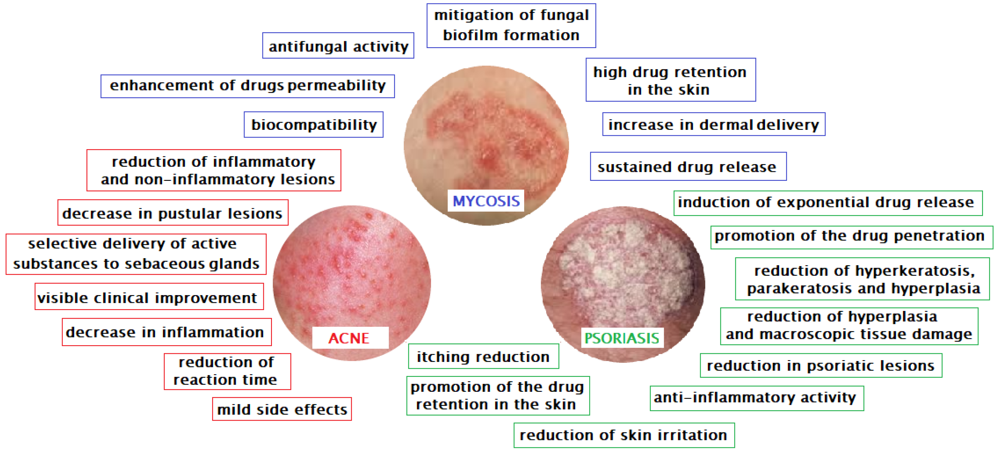 mitigation of fungal
biofilm formation
antifungal activity
enhancement of drugs permeability
biocompatibility
high drug retention
in the skin
increase in dermal delivery
sustained drug release
MYCOSIS
reduction of inflammatory
and non-inflammatory lesions
decrease in pustular lesions
selective delivery of active
substances to sebaceous glands
visible clinical improvement
decrease in inflammation
reduction of
reaction time
mild side effects
ACNE
induction of exponential drug release
promotion of the drug penetration
reduction of hyperkeratosis,
parakeratosis and hyperplasia
reduction of hyperplasia
and macroscopic tissue damage
reduction in psoriatic lesions
anti-inflammatory activity
reduction of skin irritation
promotion of the drug
retention in the skin
itching reduction
PSORIASIS